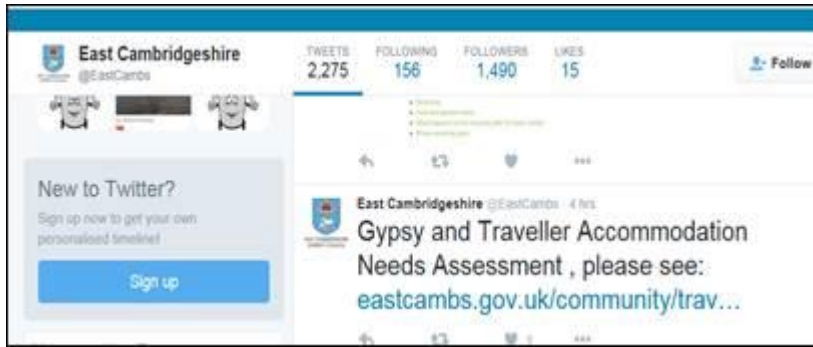 East Cambridgeshire
@EastCambs
TWEETS FOLLOWING FOLLOWERS LIKES
2,275 156 1,490 15
Follow
New to Twitter?
Sign up now to get your own
personalised timeline!
Sign up
East Cambridgeshire @EastCambs · 4 hrs
Gypsy and Traveller Accommodation
Needs Assessment , please see:
eastcambs.gov.uk/community/trav…